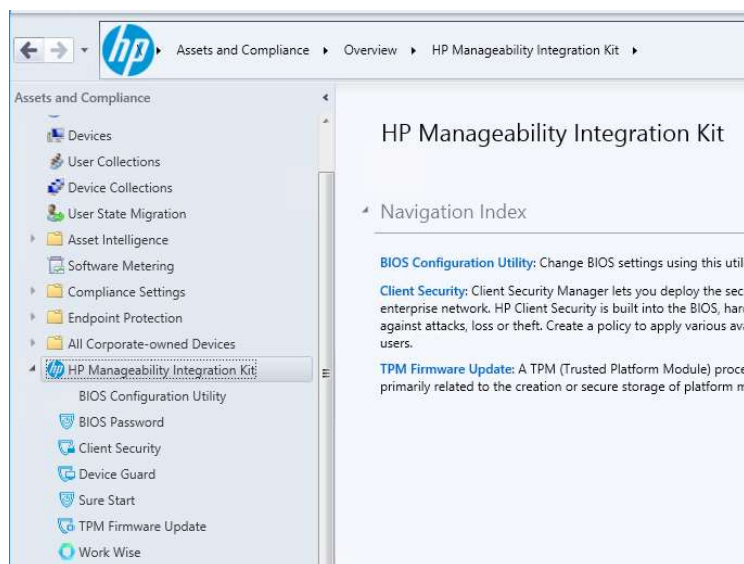 hp
Assets and Compliance
Overview
HP Manageability Integration Kit
Assets and Compliance
Devices
User Collections
Device Collections
User State Migration
Asset Intelligence
Software Metering
Compliance Settings
Endpoint Protection
All Corporate-owned Devices
hp
HP Manageability Integration Kit
BIOS Configuration Utility
BIOS Password
Client Security
Device Guard
Sure Start
TPM Firmware Update
Work Wise
HP Manageability Integration Kit
Navigation Index
BIOS Configuration Utility: Change BIOS settings using this util
Client Security: Client Security Manager lets you deploy the sec
enterprise network. HP Client Security is built into the BIOS, har
against attacks, loss or theft. Create a policy to apply various ava
users.
TPM Firmware Update: A TPM (Trusted Platform Module) proce
primarily related to the creation or secure storage of platform m